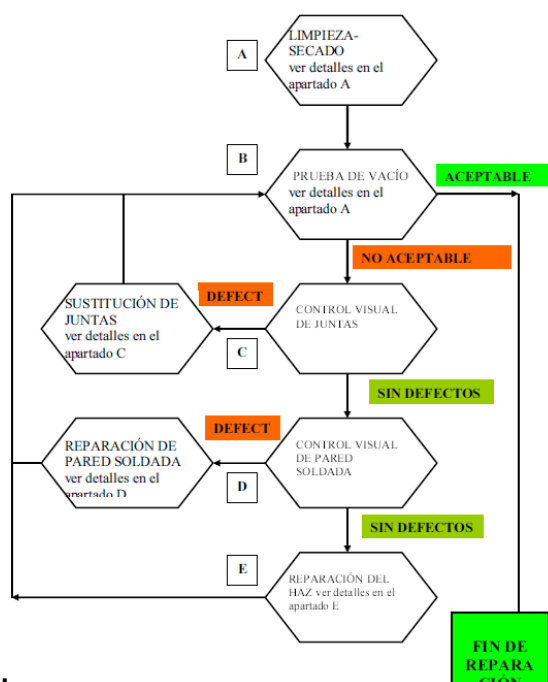 A
LIMPIEZA-
SECADO
ver detalles en el
apartado A
B
PRUEBA DE VACÍO
ver detalles en el
apartado A
ACEPTABLE
NO ACEPTABLE
SUSTITUCIÓN DE
JUNTAS
ver detalles en el
apartado C
DEFECT
C
CONTROL VISUAL
DE JUNTAS
SIN DEFECTOS
REPARACIÓN DE
PARED SOLDADA
ver detalles en el
apartado D
DEFECT
D
CONTROL VISUAL
DE PARED
SOLDADA
SIN DEFECTOS
E
REPARACIÓN DEL
HAZ ver detalles en el
apartado E
FIN DE
REPARA
CIÓN